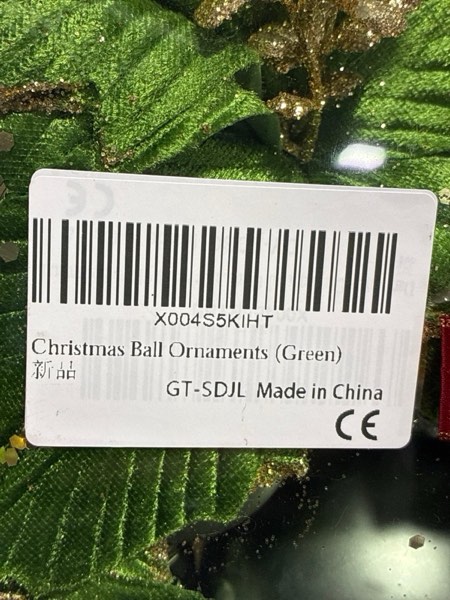 X004S5KIHT
Christmas Ball Ornaments (Green)
新品
GT-SDJL Made in China
CE